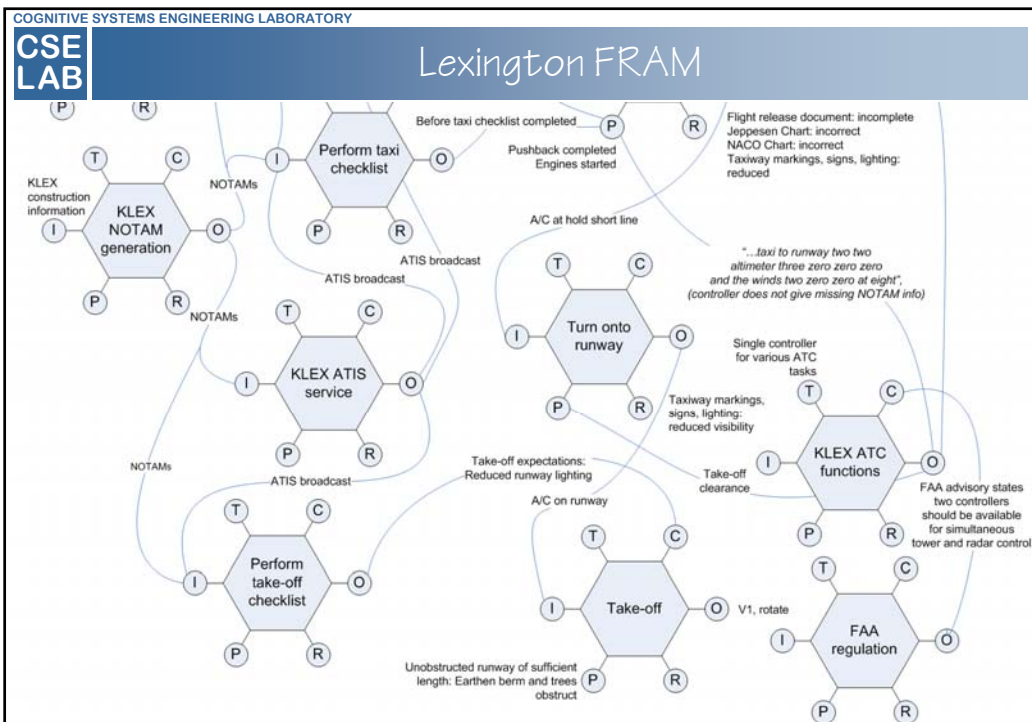 COGNITIVE SYSTEMS ENGINEERING LABORATORY
CSE
LAB
Lexington FRAM
P
R
P
R
Before taxi checklist completed
Pushback completed
Engines started
Flight release document: incomplete
Jeppesen Chart: incorrect
NACO Chart: incorrect
Taxiway markings, signs, lighting:
reduced
I
Perform taxi
checklist
O
P
R
NOTAMs
T
C
KLEX
construction
information
I
KLEX
NOTAM
generation
O
P
R
NOTAMs
ATIS broadcast
ATIS broadcast
A/C at hold short line
"...taxi to runway two two
altimeter three zero zero zero
and the winds two zero zero at eight",
(controller does not give missing NOTAM info)
T
C
I
KLEX ATIS
service
O
P
R
T
C
I
Turn onto
runway
O
P
R
Taxiway markings,
signs, lighting:
reduced visibility
Single controller
for various ATC
tasks
T
C
I
KLEX ATC
functions
O
P
R
Take-off
clearance
FAA advisory states
two controllers
should be available
for simultaneous
tower and radar control
NOTAMs
ATIS broadcast
Take-off expectations:
Reduced runway lighting
A/C on runway
T
C
I
Perform
take-off
checklist
O
P
R
T
C
I
Take-off
O
V1, rotate
P
R
Unobstructed runway of sufficient
length: Earthen berm and trees
obstruct
T
C
I
FAA
regulation
O
P
R